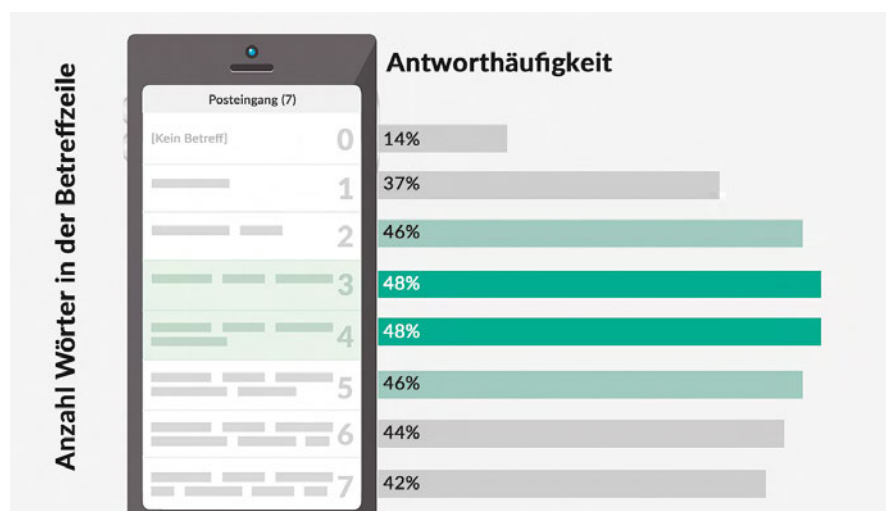 Anzahl Wörter in der Betreffzeile
Antworthäufigkeit
Posteingang (7)
[Kein Betreff] 0 14%
1 37%
2 46%
3 48%
4 48%
5 46%
6 44%
7 42%